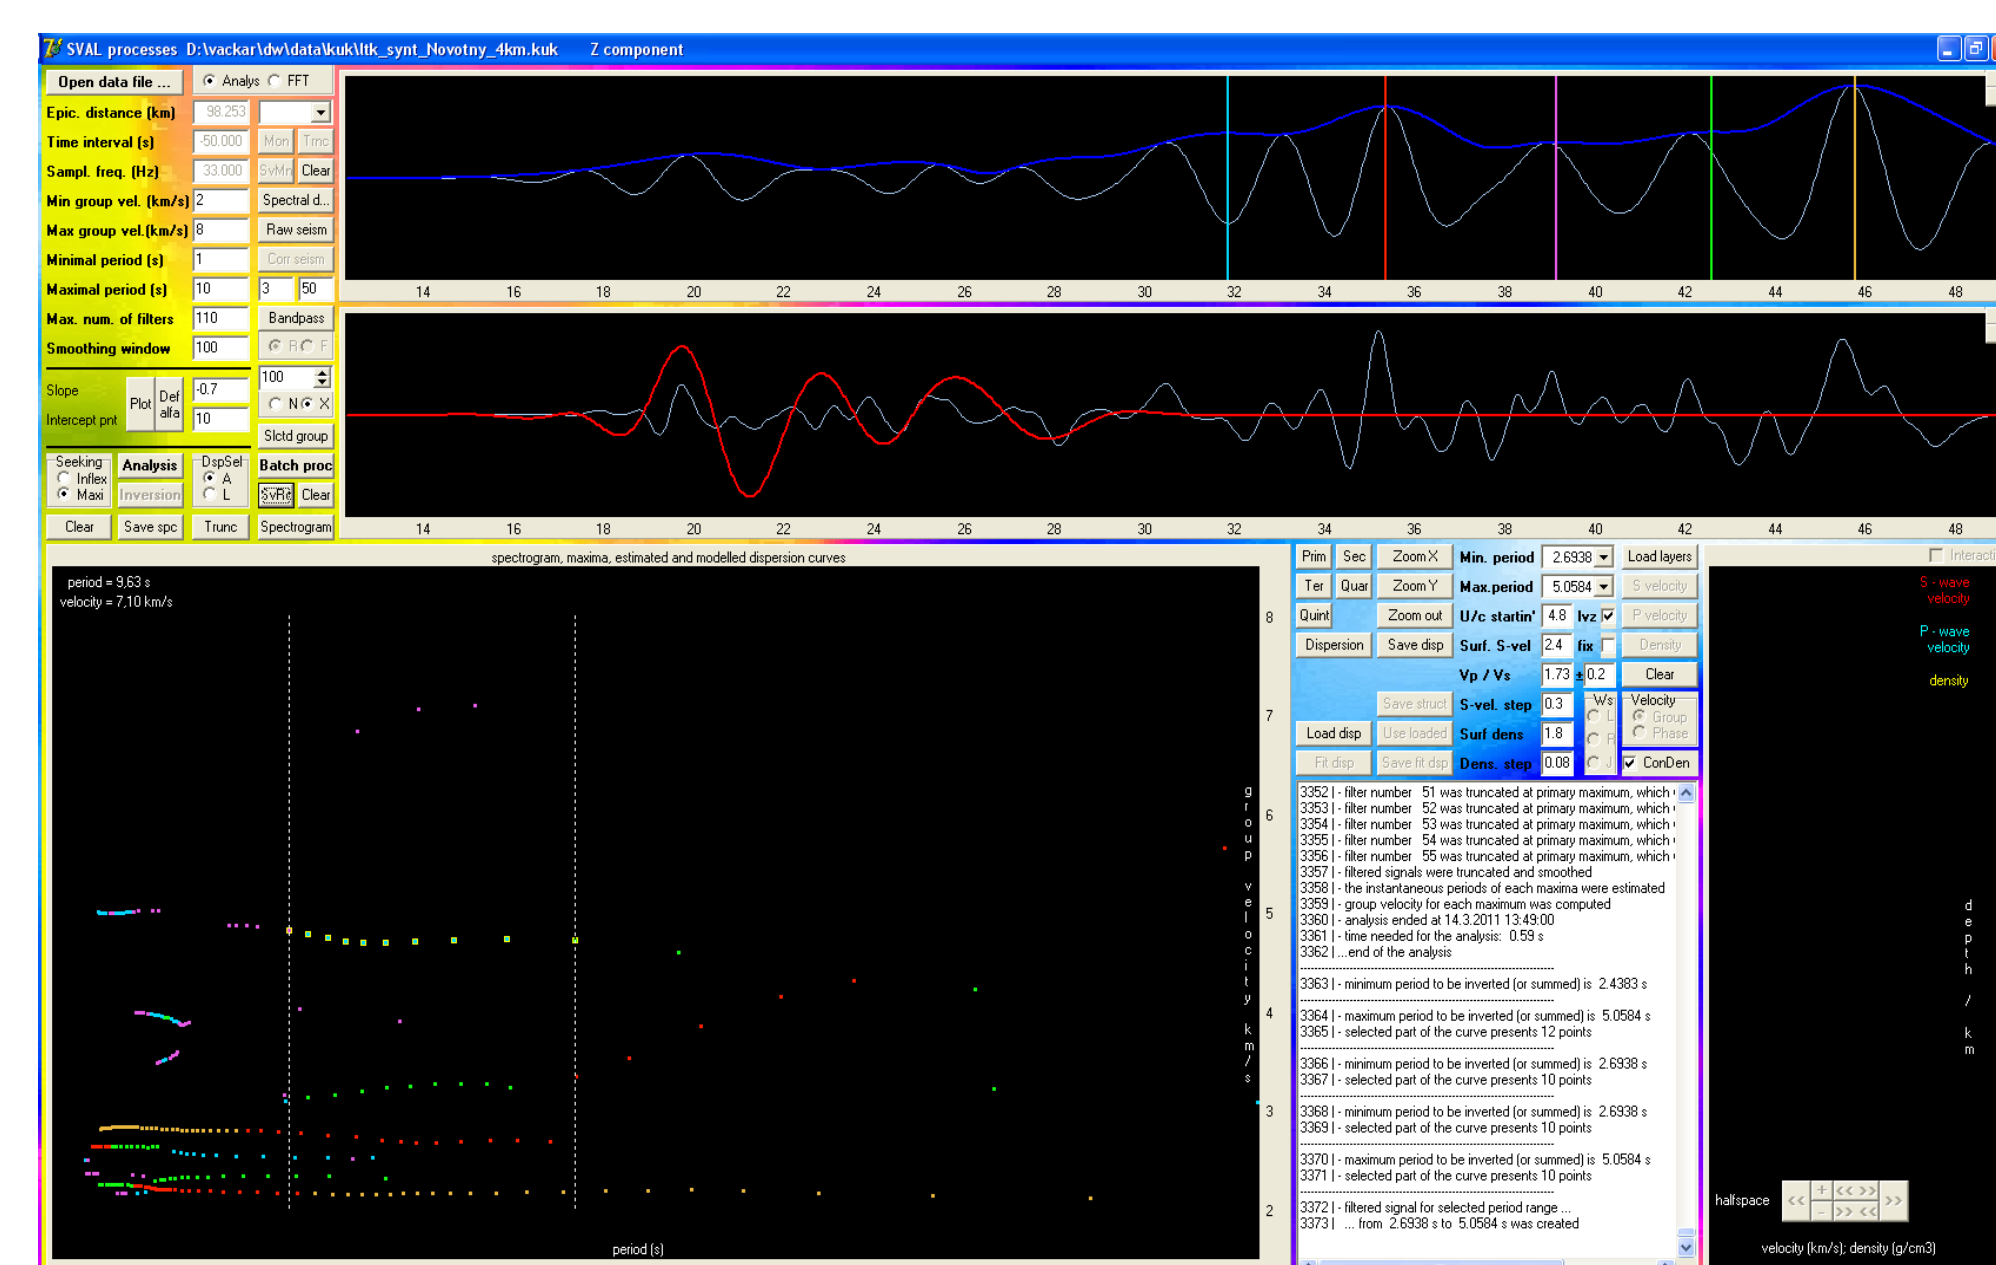 SVAL processes D:\vackar\dw\data\kuk\ltk_synt_Novotny_4km.kuk Z component
Open data file ... Analys FFT
Epic. distance (km) 98.253
Time interval (s) -50.000 Mon Trnc
Sampl. freq. (Hz) 33.000 SvMn Clear
Min group vel. (km/s) 2 Spectral d...
Max group vel.(km/s) 8 Raw seism
Minimal period (s) 1 Corr seism
Maximal period (s) 10 3 50
Max. num. of filters 110 Bandpass
Smoothing window 100 R F
Slope Plot Def alfa -0.7 100
Intercept pnt 10 N X
Slctd group
Seeking Analysis DspSel Batch proc
Inflex A
Maxi Inversion L SvRe Clear
Clear Save spc Trunc Spectrogram
14 16 18 20 22 24 26 28 30 32 34 36 38 40 42 44 46 48
14 16 18 20 22 24 26 28 30 32 34 36 38 40 42 44 46 48
spectrogram, maxima, estimated and modelled dispersion curves
period = 9,63 s
velocity = 7,10 km/s
8
7
6
5
4
3
2
group velocity km/s
period (s)
Prim Sec Zoom X Min. period 2.6938 Load layers
Ter Quar Zoom Y Max.period 5.0584 S velocity
Quint Zoom out U/c startin' 4.8 lvz P velocity
Dispersion Save disp Surf. S-vel 2.4 fix Density
Vp / Vs 1.73 ± 0.2 Clear
Save struct S-vel. step 0.3 Ws L Velocity Group
Load disp Use loaded Surf dens 1.8 R Phase
Fit disp Save fit dsp Dens. step 0.08 J ConDen
3352 | - filter number 51 was truncated at primary maximum, which
3353 | - filter number 52 was truncated at primary maximum, which
3354 | - filter number 53 was truncated at primary maximum, which
3355 | - filter number 54 was truncated at primary maximum, which
3356 | - filter number 55 was truncated at primary maximum, which
3357 | - filtered signals were truncated and smoothed
3358 | - the instantaneous periods of each maxima were estimated
3359 | - group velocity for each maximum was computed
3360 | - analysis ended at 14.3.2011 13:49:00
3361 | - time needed for the analysis: 0.59 s
3362 | ...end of the analysis
3363 | - minimum period to be inverted (or summed) is 2.4383 s
3364 | - maximum period to be inverted (or summed) is 5.0584 s
3365 | - selected part of the curve presents 12 points
3366 | - minimum period to be inverted (or summed) is 2.6938 s
3367 | - selected part of the curve presents 10 points
3368 | - minimum period to be inverted (or summed) is 2.6938 s
3369 | - selected part of the curve presents 10 points
3370 | - maximum period to be inverted (or summed) is 5.0584 s
3371 | - selected part of the curve presents 10 points
3372 | - filtered signal for selected period range ...
3373 | ... from 2.6938 s to 5.0584 s was created
Interacti
S - wave
velocity
P - wave
velocity
density
depth / km
halfspace << + - << >> >> << >>
velocity (km/s); density (g/cm3)